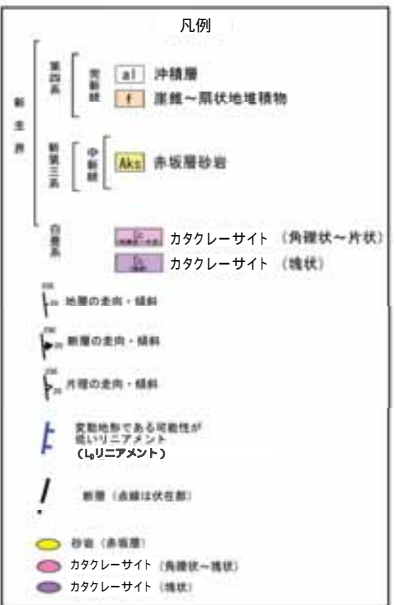 凡例
新生界
第四系
完新統
al 沖積層
f 崖錐〜扇状地堆積物
新第三系
中新統
Aks 赤坂層砂岩
白亜系
カタクレーサイト (角礫状〜片状)
カタクレーサイト (塊状)
地層の走向・傾斜
断層の走向・傾斜
片理の走向・傾斜
変動地形である可能性が
低いリニアメント
(L₀リニアメント)
断層 (点線は伏在部)
砂岩 (赤坂層)
カタクレーサイト (角礫状〜塊状)
カタクレーサイト (塊状)